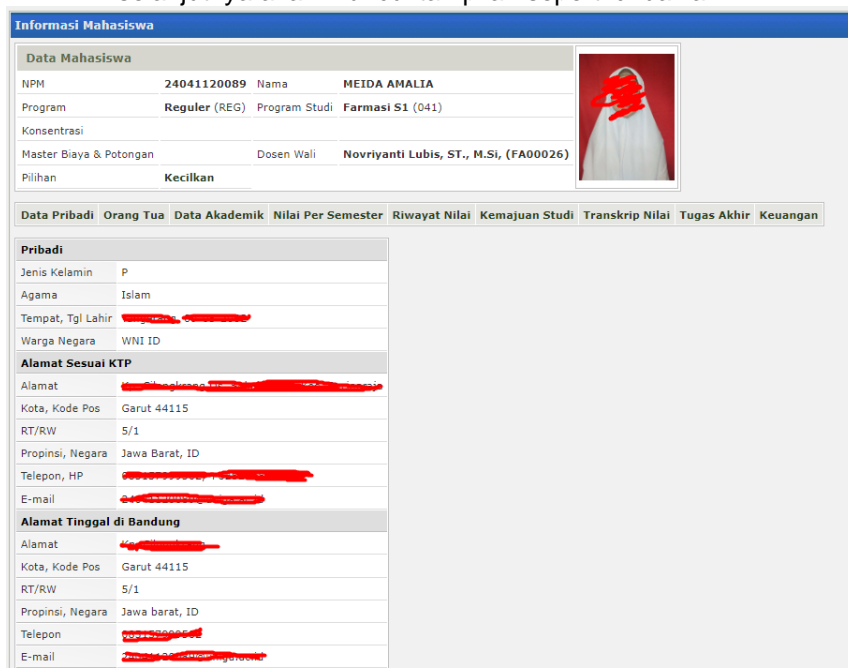 Informasi Mahasiswa
Data Mahasiswa
NPM 24041120089 Nama MEIDA AMALIA
Program Reguler (REG) Program Studi Farmasi S1 (041)
Konsentrasi
Master Biaya & Potongan Dosen Wali Novriyanti Lubis, ST., M.Si, (FA00026)
Pilihan Kecilkan
Data Pribadi Orang Tua Data Akademik Nilai Per Semester Riwayat Nilai Kemajuan Studi Transkrip Nilai Tugas Akhir Keuangan
Pribadi
Jenis Kelamin P
Agama Islam
Tempat, Tgl Lahir
Warga Negara WNI ID
Alamat Sesuai KTP
Alamat
Kota, Kode Pos Garut 44115
RT/RW 5/1
Propinsi, Negara Jawa Barat, ID
Telepon, HP
E-mail
Alamat Tinggal di Bandung
Alamat
Kota, Kode Pos Garut 44115
RT/RW 5/1
Propinsi, Negara Jawa barat, ID
Telepon
E-mail